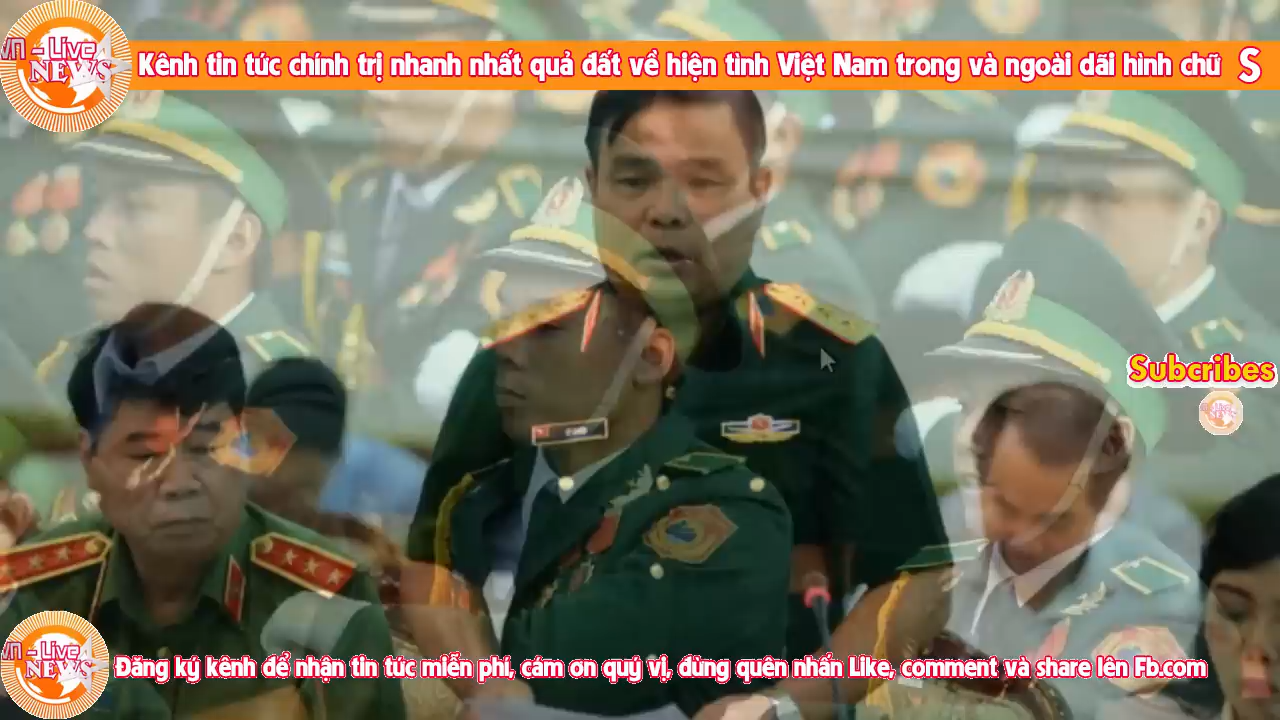 VN - Live
NEWS
Kênh tin tức chính trị nhanh nhất quả đất về hiện tình Việt Nam trong và ngoài dãi hình chữ S
Subcribes
VN - Live
NEWS
Đăng ký kênh để nhận tin tức miễn phí, cám ơn quý vị, đừng quên nhấn Like, comment và share lên Fb.com